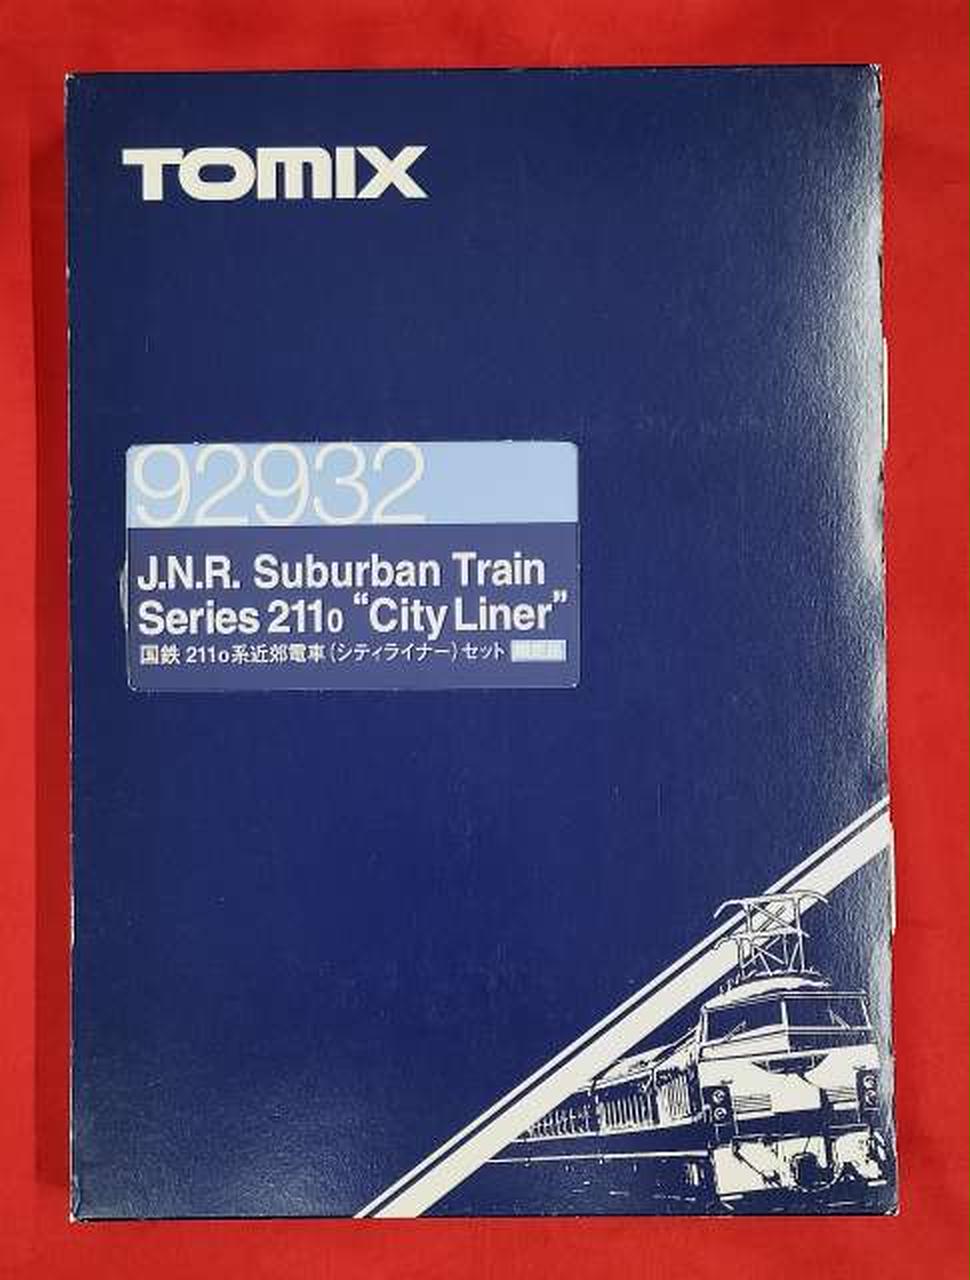 TOMIX
92932
J.N.R. Suburban Train
Series 2110 “City Liner”
国鉄 211o系近郊電車(シティライナー)セット